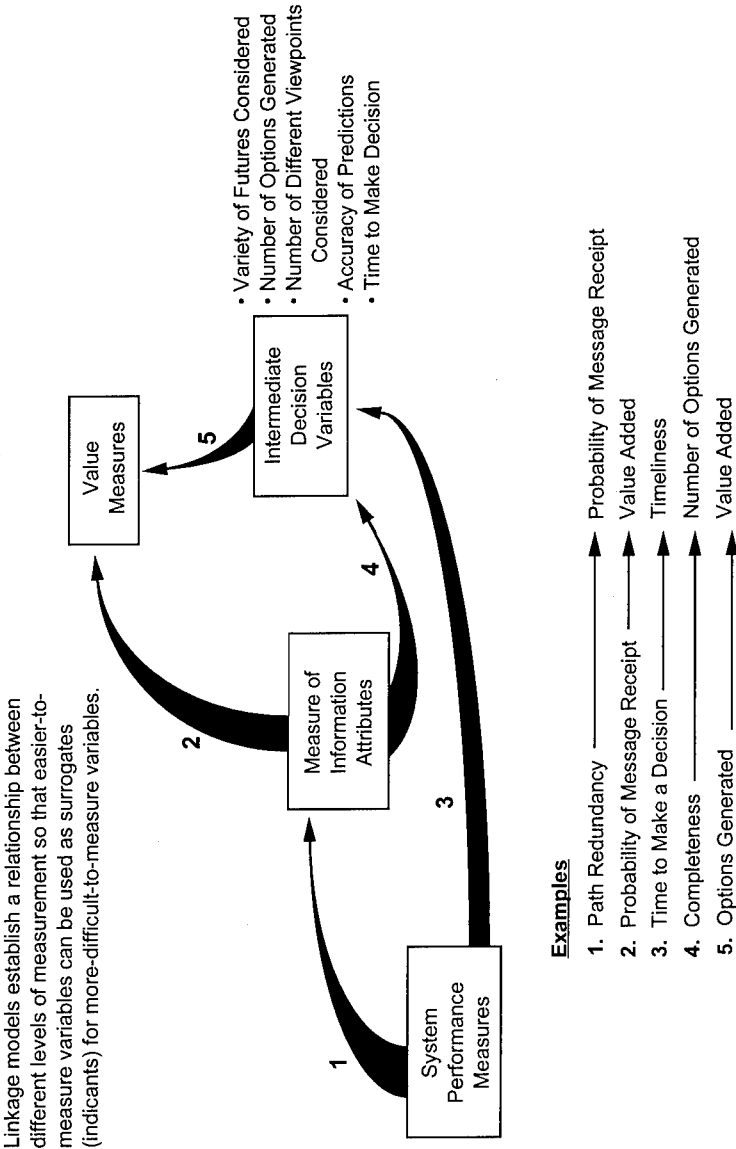 Linkage models establish a relationship between
different levels of measurement so that easier-to-
measure variables can be used as surrogates
(indicants) for more-difficult-to-measure variables.
Value
Measures
2
5
Measure of
Information
Attributes
4
Intermediate
Decision
Variables
• Variety of Futures Considered
• Number of Options Generated
• Number of Different Viewpoints
Considered
• Accuracy of Predictions
• Time to Make Decision
1
3
System
Performance
Measures
Examples
1. Path Redundancy Probability of Message Receipt
2. Probability of Message Receipt Value Added
3. Time to Make a Decision Timeliness
4. Completeness Number of Options Generated
5. Options Generated Value Added